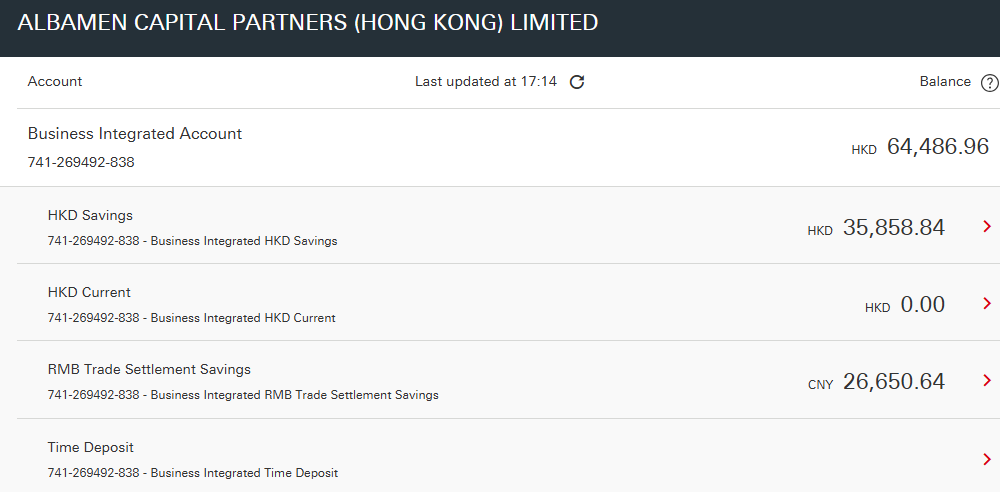 ALBAMEN CAPITAL PARTNERS (HONG KONG) LIMITED
Account Last updated at 17:14 Balance ?
Business Integrated Account
741-269492-838
HKD 64,486.96
HKD Savings
741-269492-838 - Business Integrated HKD Savings
HKD 35,858.84
HKD Current
741-269492-838 - Business Integrated HKD Current
HKD 0.00
RMB Trade Settlement Savings
741-269492-838 - Business Integrated RMB Trade Settlement Savings
CNY 26,650.64
Time Deposit
741-269492-838 - Business Integrated Time Deposit